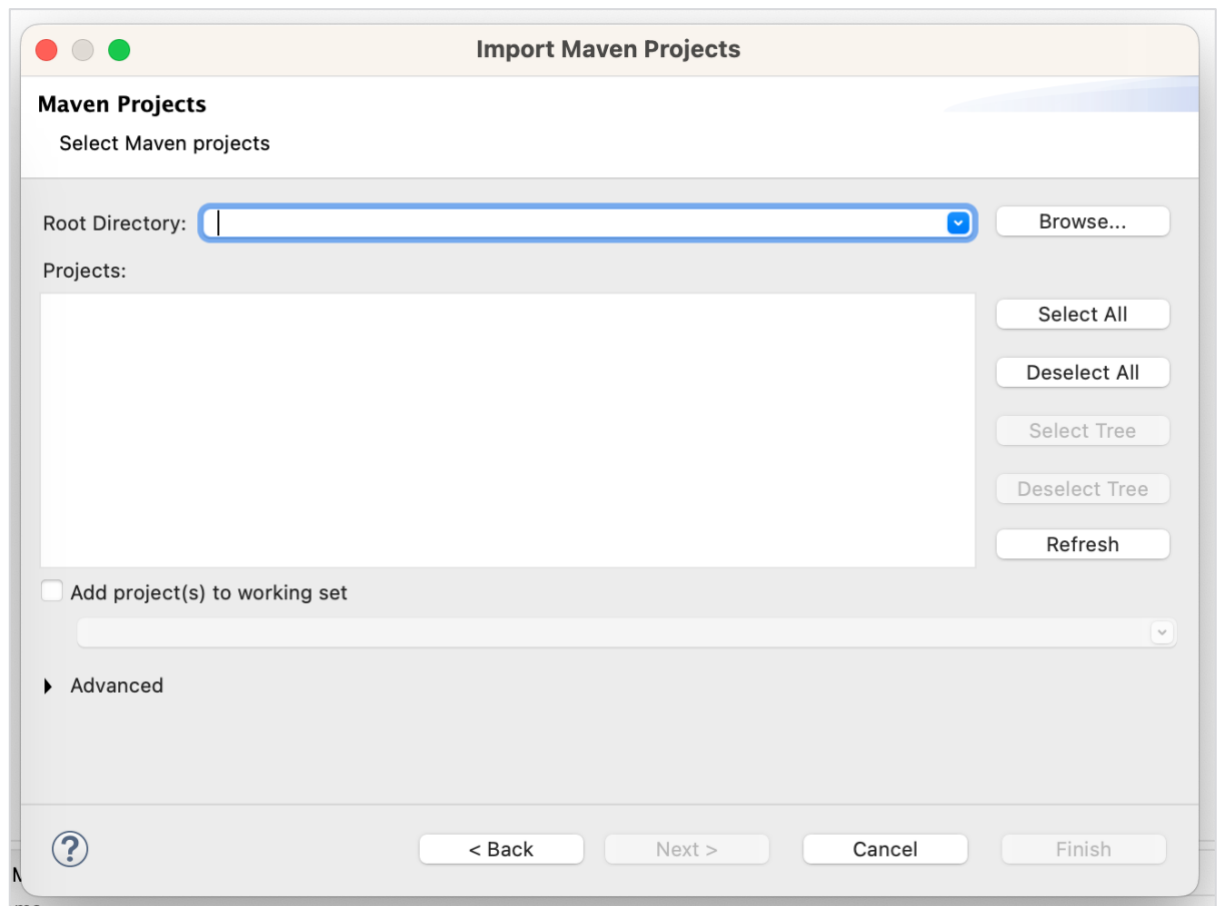 Import Maven Projects
Maven Projects
Select Maven projects
Root Directory:
Browse...
Projects:
Select All
Deselect All
Select Tree
Deselect Tree
Refresh
Add project(s) to working set
Advanced
?
< Back
Next >
Cancel
Finish